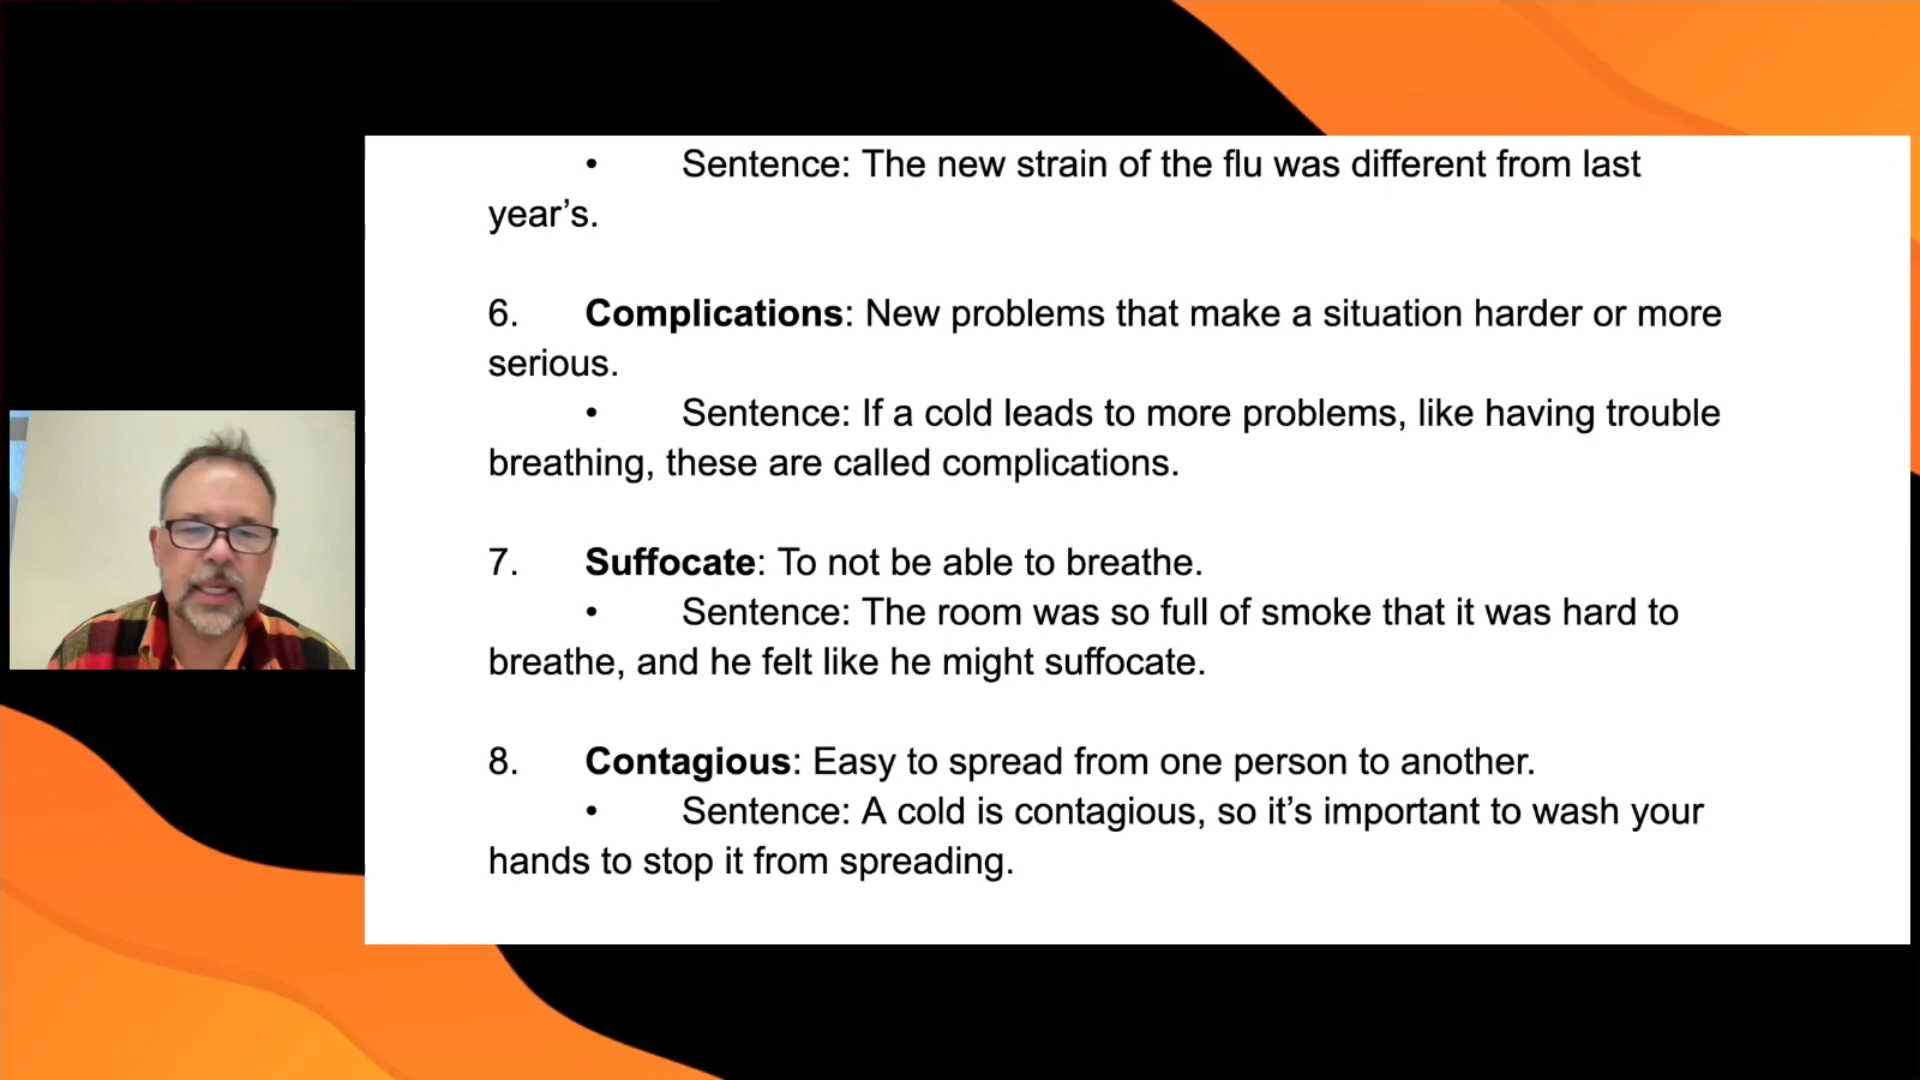 • Sentence: The new strain of the flu was different from last
year’s.
6. Complications: New problems that make a situation harder or more
serious.
• Sentence: If a cold leads to more problems, like having trouble
breathing, these are called complications.
7. Suffocate: To not be able to breathe.
• Sentence: The room was so full of smoke that it was hard to
breathe, and he felt like he might suffocate.
8. Contagious: Easy to spread from one person to another.
• Sentence: A cold is contagious, so it’s important to wash your
hands to stop it from spreading.